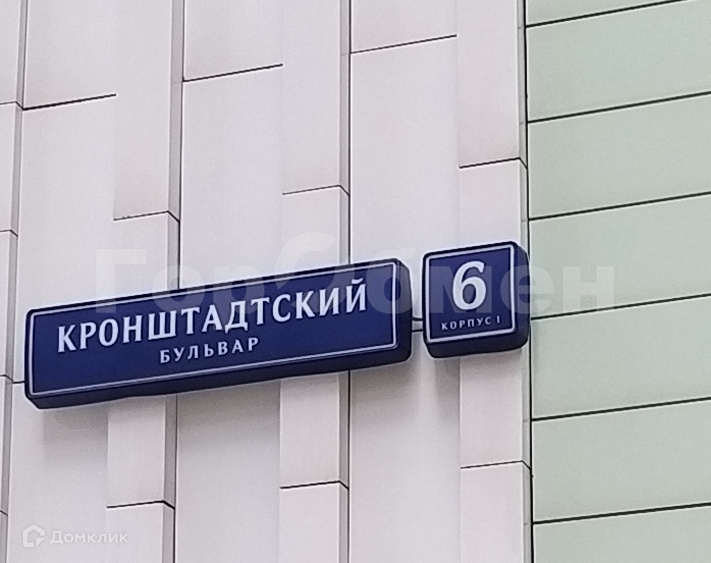 ГорОбмен
КРОНШТАДТСКИЙ
БУЛЬВАР
6
КОРПУС 1
Домклик